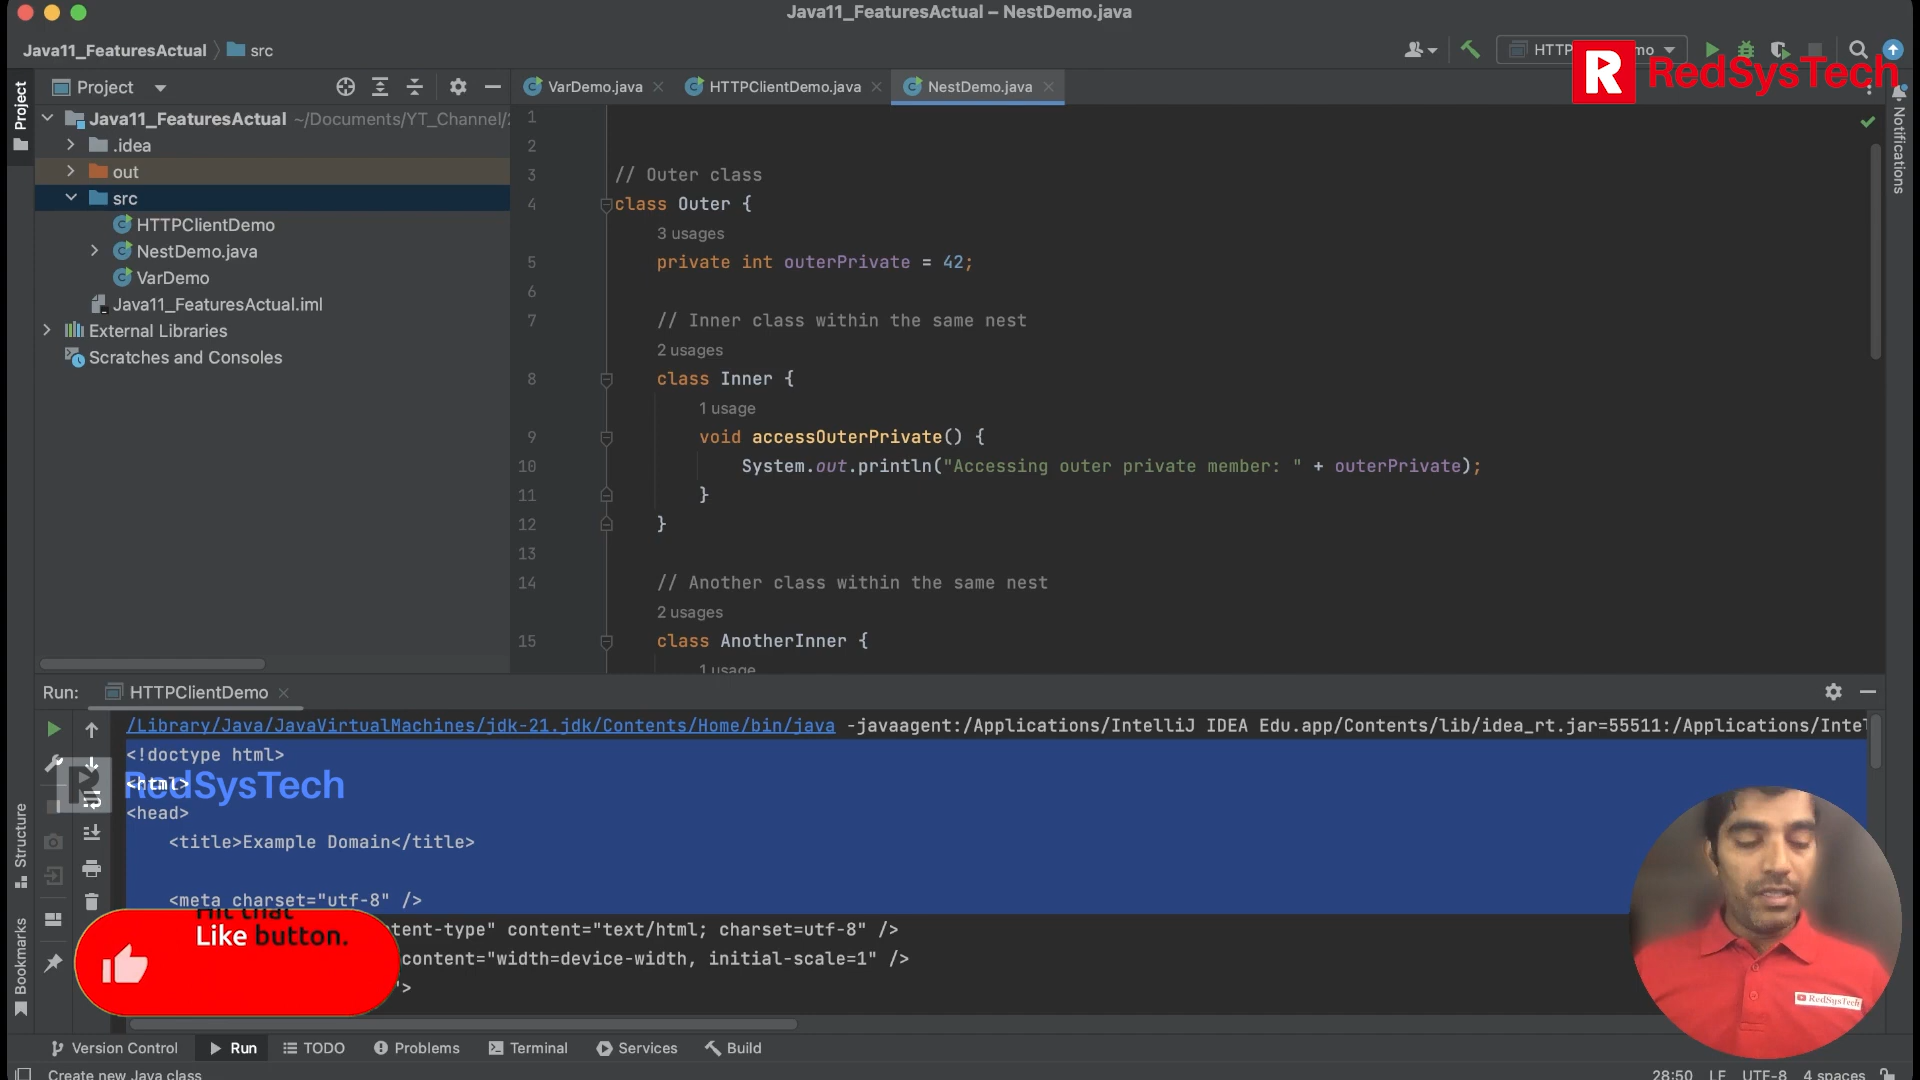 Java11_FeaturesActual – NestDemo.java
Java11_FeaturesActual
src
R RedSysTech
Project
Project
VarDemo.java
HTTPClientDemo.java
NestDemo.java
Notifications
Java11_FeaturesActual ~/Documents/YT_Channel/
.idea
out
src
HTTPClientDemo
NestDemo.java
VarDemo
Java11_FeaturesActual.iml
External Libraries
Scratches and Consoles
1
2
3 // Outer class
4 class Outer {
3 usages
5 private int outerPrivate = 42;
6
7 // Inner class within the same nest
2 usages
8 class Inner {
1 usage
9 void accessOuterPrivate() {
10 System.out.println("Accessing outer private member: " + outerPrivate);
11 }
12 }
13
14 // Another class within the same nest
2 usages
15 class AnotherInner {
1 usage
Run: HTTPClientDemo
/Library/Java/JavaVirtualMachines/jdk-21.jdk/Contents/Home/bin/java -javaagent:/Applications/IntelliJ IDEA Edu.app/Contents/lib/idea_rt.jar=55511:/Applications/Inte
<!doctype html>
<html>
R RedSysTech
<head>
<title>Example Domain</title>
<meta charset="utf-8" />
tent-type" content="text/html; charset=utf-8" />
content="width=device-width, initial-scale=1" />
">
Hit that
Like button.
RedSysTech
Structure
Bookmarks
Version Control
Run
TODO
Problems
Terminal
Services
Build
Create new Java class
28:50 LF UTF-8 4 spaces